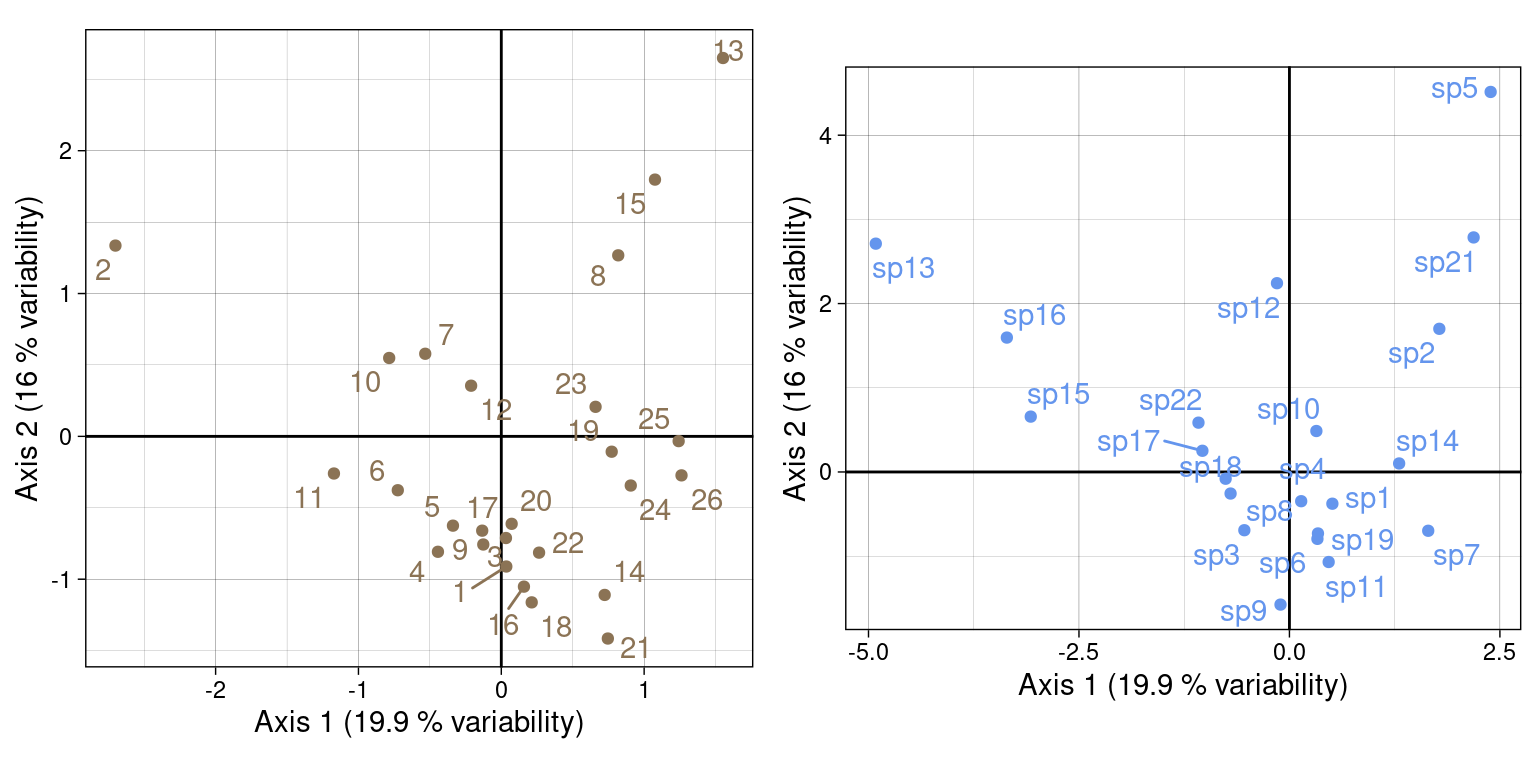 Axis 2 (16 % variability)
2
1
0
-1
13
15
2
8
7
10
12
23
25
19
6
11
5
17
20
26
24
9
3
22
4
1
14
16
18
21
-2
-1
0
1
Axis 1 (19.9 % variability)
Axis 2 (16 % variability)
4
2
0
sp5
sp21
sp13
sp12
sp16
sp2
sp15
sp22
sp10
sp17
sp14
sp18
sp4
sp1
sp8
sp3
sp6
sp19
sp7
sp11
sp9
-5.0
-2.5
0.0
2.5
Axis 1 (19.9 % variability)